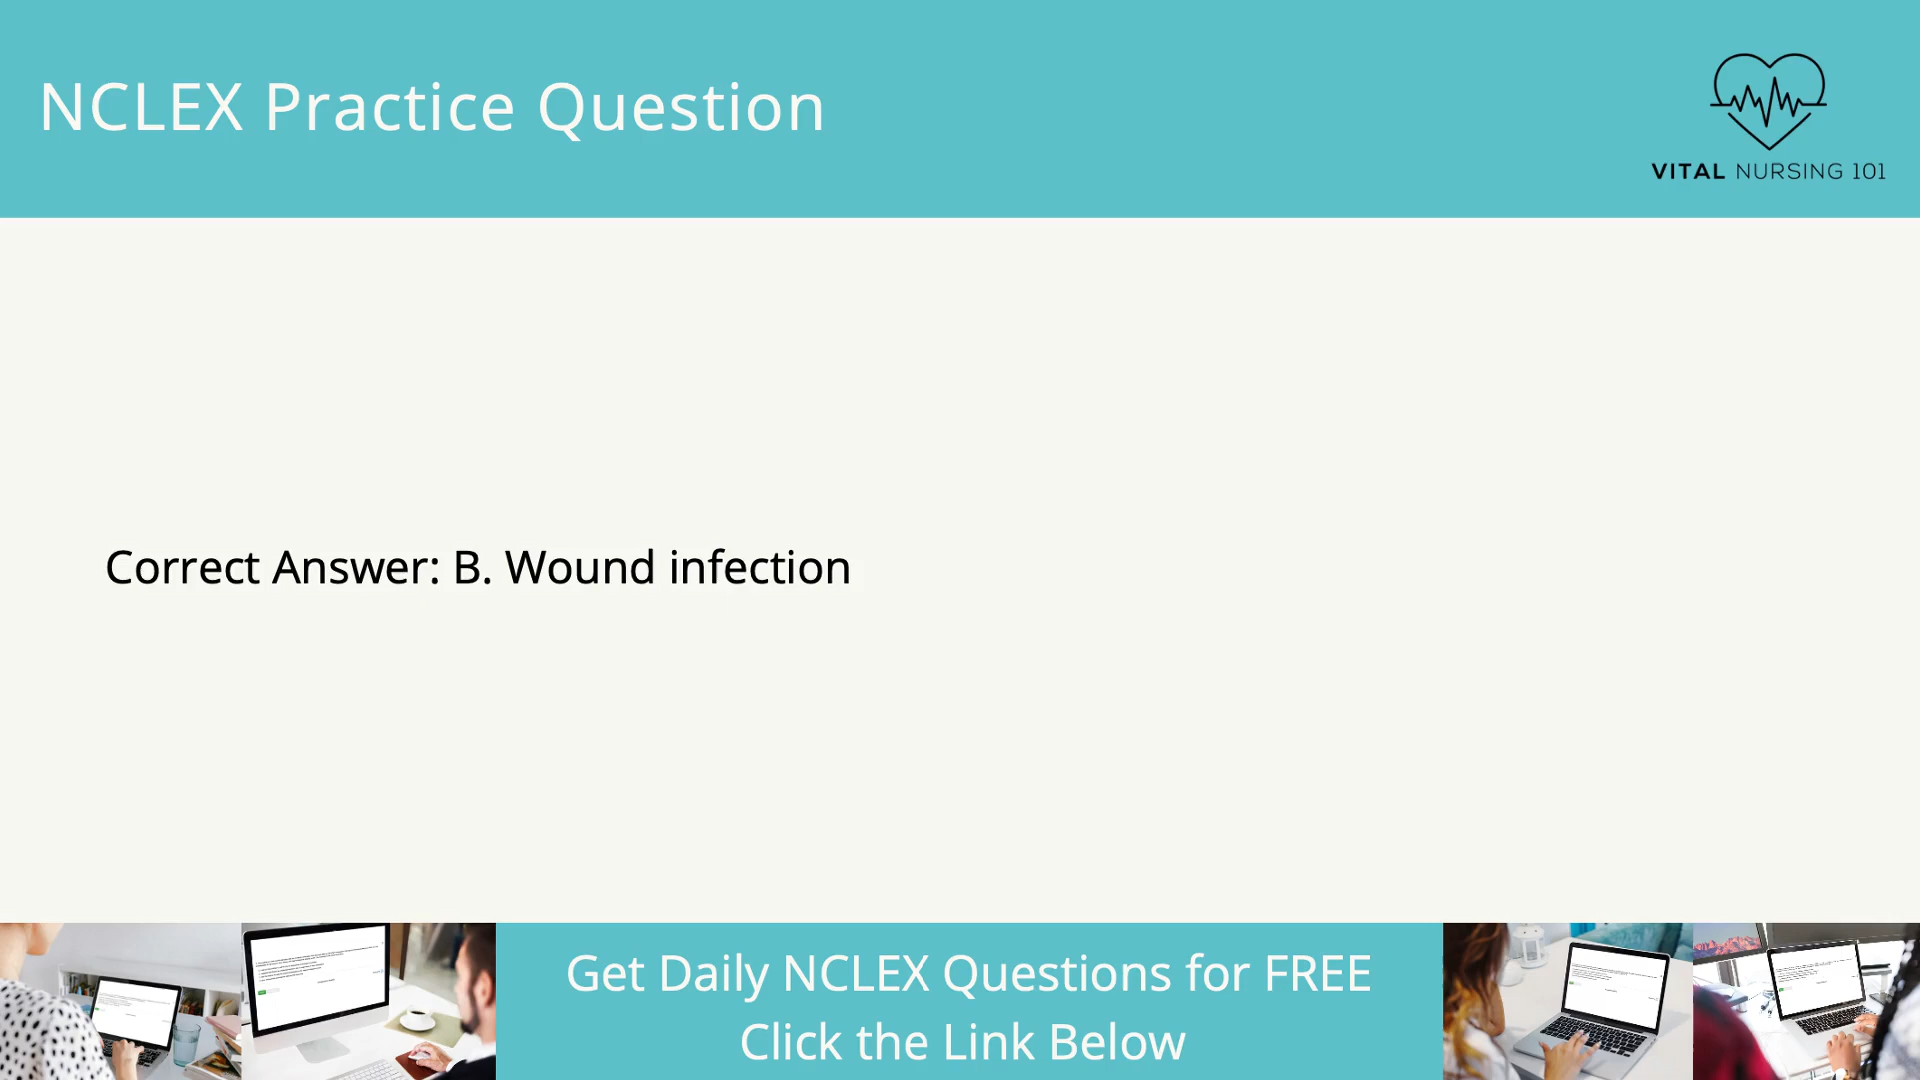 NCLEX Practice Question
VITAL NURSING 101
Correct Answer: B. Wound infection
Get Daily NCLEX Questions for FREE
Click the Link Below